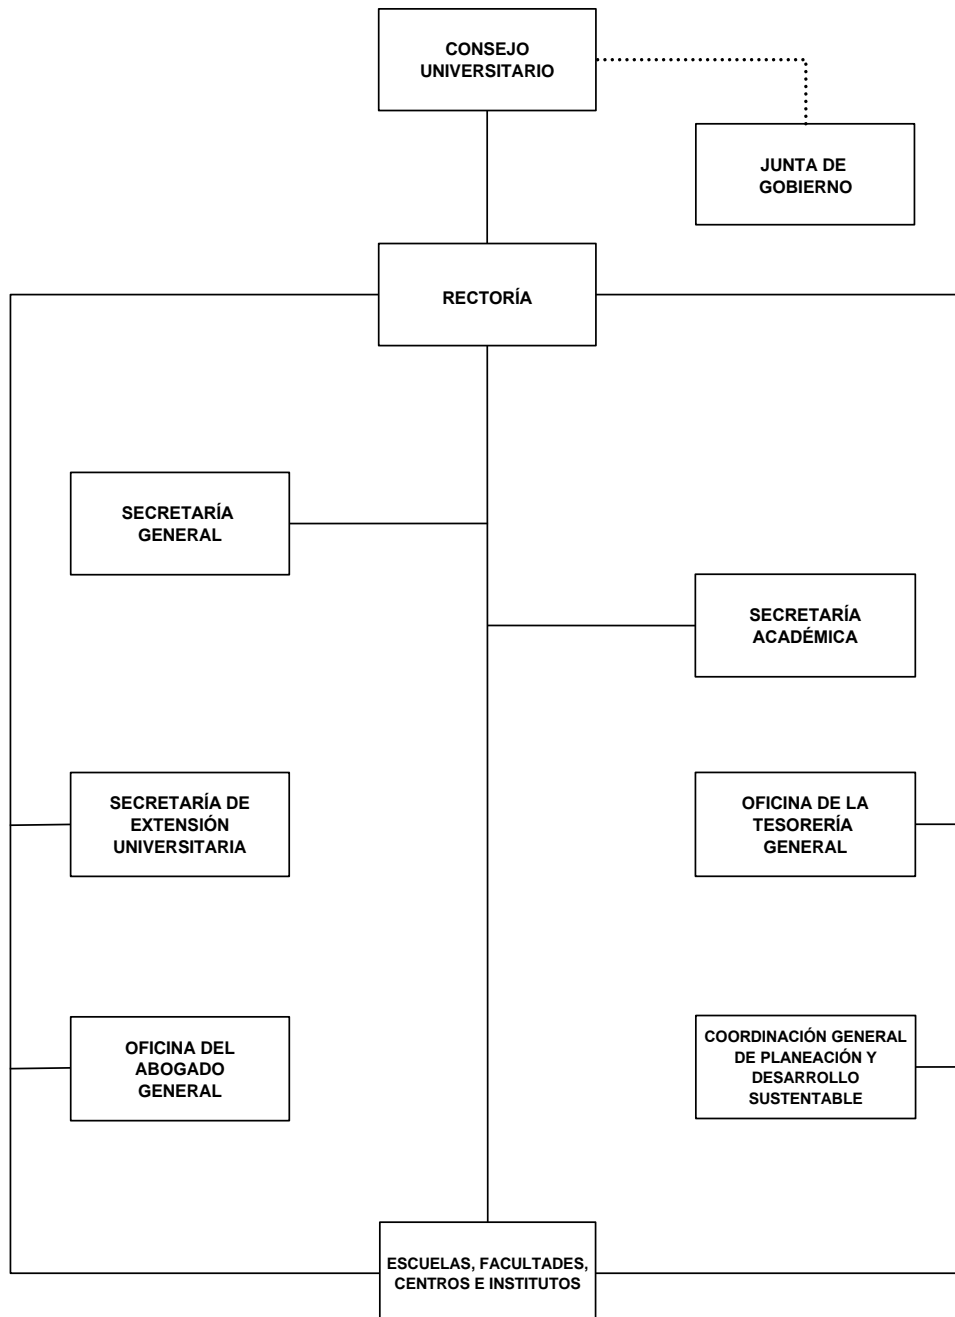 CONSEJO
UNIVERSITARIO
JUNTA DE
GOBIERNO
RECTORÍA
SECRETARÍA
GENERAL
SECRETARÍA
ACADÉMICA
SECRETARÍA DE
EXTENSIÓN
UNIVERSITARIA
OFICINA DE LA
TESORERÍA
GENERAL
OFICINA DEL
ABOGADO
GENERAL
COORDINACIÓN GENERAL
DE PLANEACIÓN Y
DESARROLLO
SUSTENTABLE
ESCUELAS, FACULTADES,
CENTROS E INSTITUTOS